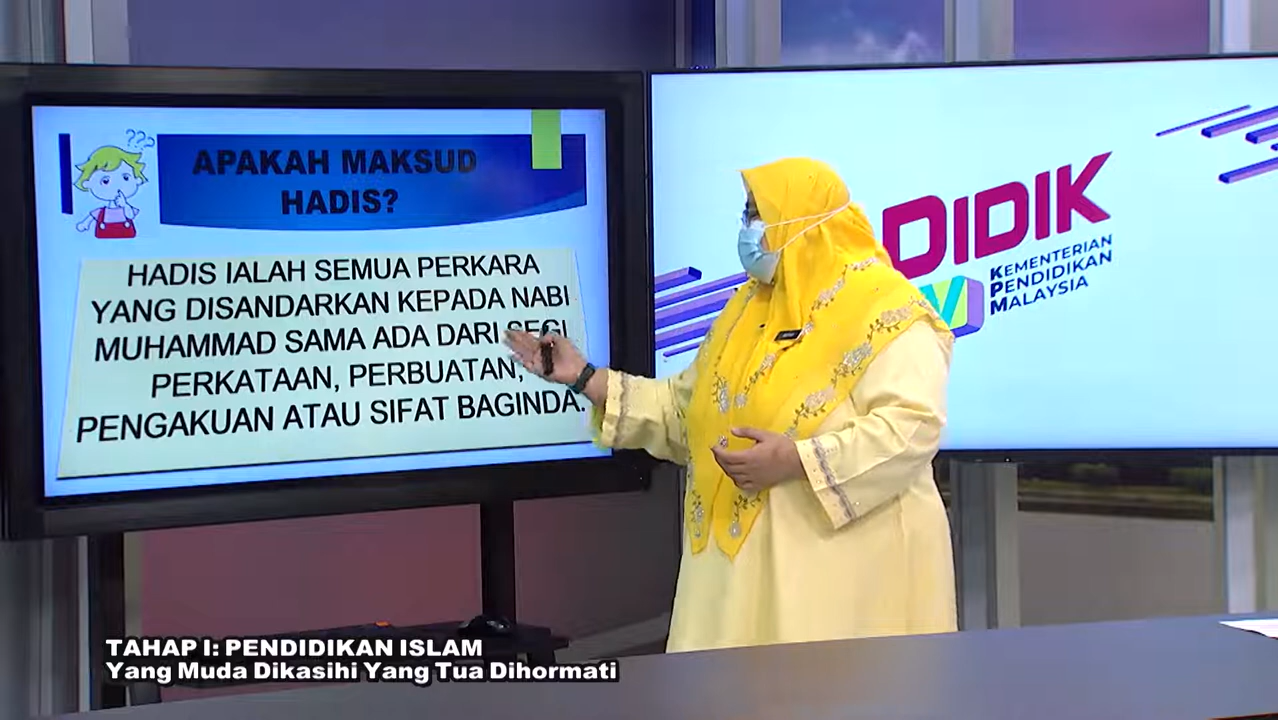 ???
APAKAH MAKSUD
HADIS?
HADIS IALAH SEMUA PERKARA
YANG DISANDARKAN KEPADA NABI
MUHAMMAD SAMA ADA DARI SEGI
PERKATAAN, PERBUATAN,
PENGAKUAN ATAU SIFAT BAGINDA.
DIDIK
TV
KEMENTERIAN
PENDIDIKAN
MALAYSIA
TAHAP I: PENDIDIKAN ISLAM
Yang Muda Dikasihi Yang Tua Dihormati